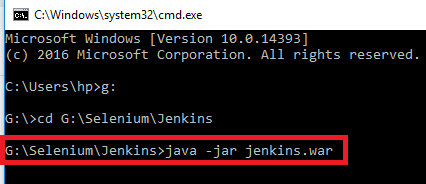 C:\Windows\system32\cmd.exe
Microsoft Windows [Version 10.0.14393]
(c) 2016 Microsoft Corporation. All rights reserved.
C:\Users\hp>g:
G:\>cd G:\Selenium\Jenkins
G:\Selenium\Jenkins>java -jar jenkins.war